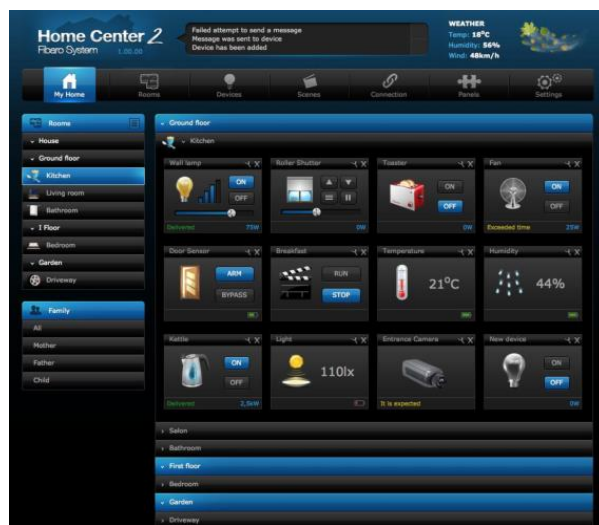 Home Center 2
Fibaro System 1.00.00
Failed attempt to send a message
Message was sent to device
Device has been added
WEATHER
Temp: 18°C
Humidity: 56%
Wind: 48km/h
My Home
Rooms
Devices
Scenes
Connection
Panels
Settings
Rooms
House
Ground floor
Kitchen
Living room
Bathroom
I Floor
Bedroom
Garden
Driveway
Family
All
Mother
Father
Child
Ground floor
Kitchen
Wall lamp
ON
OFF
Delivered 75W
Roller Shutter
0W
Toaster
ON
OFF
0W
Fan
ON
OFF
Exceeded time 25W
Door Sensor
ARM
BYPASS
Breakfast
RUN
STOP
Temperature
21°C
Humidity
44%
Kettle
ON
OFF
Delivered 2,5kW
Light
110lx
Entrence Camera
It is expected
New device
ON
OFF
0W
Salon
Bathroom
First floor
Bedroom
Garden
Driveway